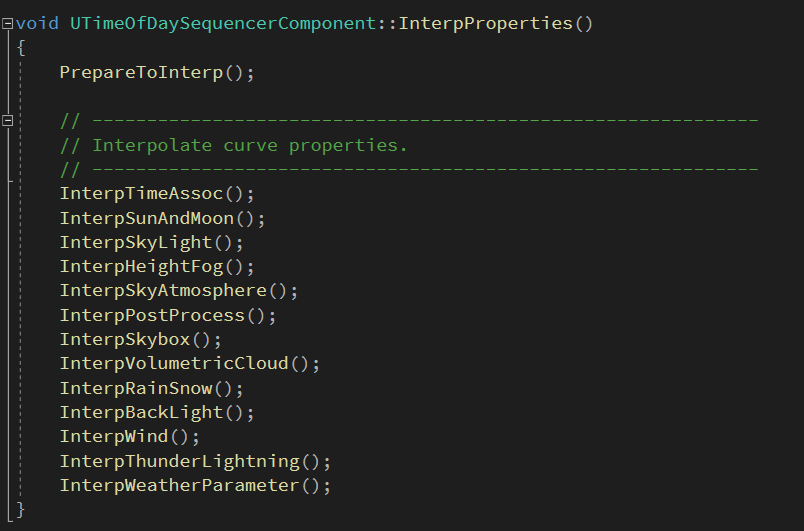 void UTimeOfDaySequencerComponent::InterpProperties()
{
    PrepareToInterp();

    // -------------------------------------------------------------
    // Interpolate curve properties.
    // -------------------------------------------------------------
    InterpTimeAssoc();
    InterpSunAndMoon();
    InterpSkyLight();
    InterpHeightFog();
    InterpSkyAtmosphere();
    InterpPostProcess();
    InterpSkybox();
    InterpVolumetricCloud();
    InterpRainSnow();
    InterpBackLight();
    InterpWind();
    InterpThunderLightning();
    InterpWeatherParameter();
}